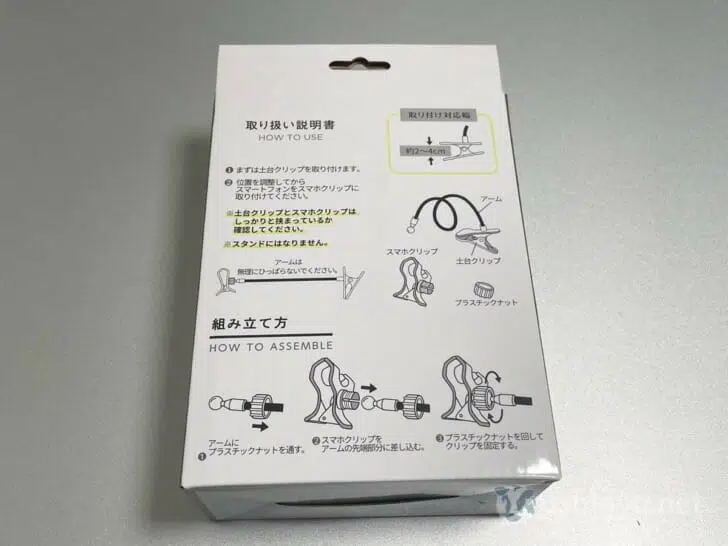 取り扱い説明書
HOW TO USE
❶ まずは土台クリップを取り付けます。
❷ 位置を調整してから
スマートフォンをスマホクリップに
取り付けてください。
※土台クリップとスマホクリップは
しっかりと挟まっているか
確認してください。
※スタンドにはなりません。
取り付け対応幅
約2〜4cm
アーム
土台クリップ
スマホクリップ
プラスチックナット
アームは
無理にひっぱらないでください。
組み立て方
HOW TO ASSEMBLE
❶ アームに
プラスチックナットを通す。
❷ スマホクリップを
アームの先端部分に差し込む。
❸ プラスチックナットを回して
クリップを固定する。